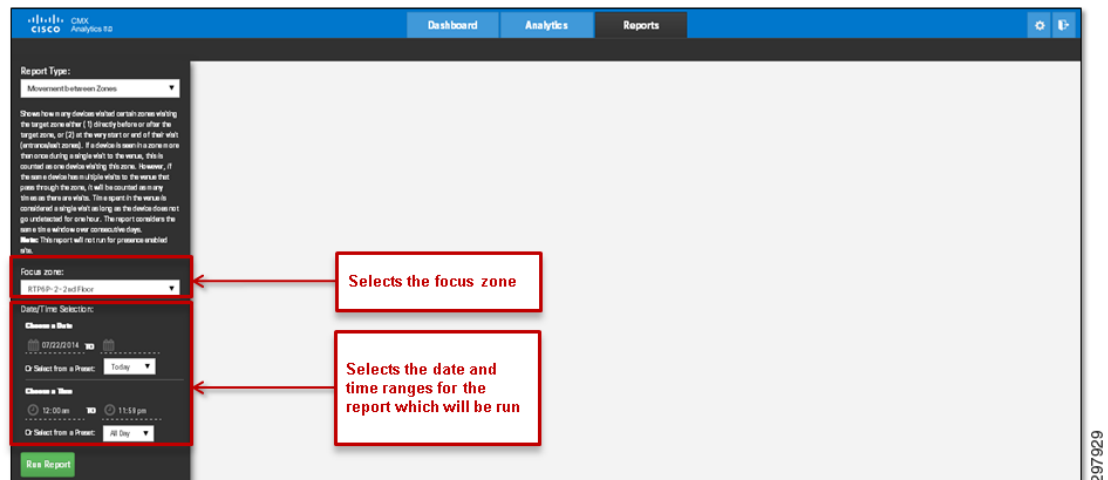 CISCO
CMX
Analytics 8.0
Dashboard
Analytics
Reports
Report Type:
Movement between Zones
Shows how many devices visited certain zones visiting
the target zone either (1) directly before or after the
target zone, or (2) at the very start or end of their visit
(entrance/exit zones). If a device is seen in a zone more
than once during a single visit to the venue, this is
counted as one device visiting this zone. However, if
the same device has multiple visits to the venue that
pass through the zone, it will be counted as many
times as there are visits. Time spent in the venue is
considered a single visit as long as the device does not
go undetected for one hour. The report considers the
same time window over consecutive days.
Note: This report will not run for presence enabled
site.
Focus zone:
RTP6P-2-2nd Floor
Date/Time Selection:
Choose a Date
07/22/2014 TO
Or Select from a Preset: Today
Choose a Time
12:00 am TO 11:59 pm
Or Select from a Preset: All Day
Run Report
Selects the focus zone
Selects the date and
time ranges for the
report which will be run
297929